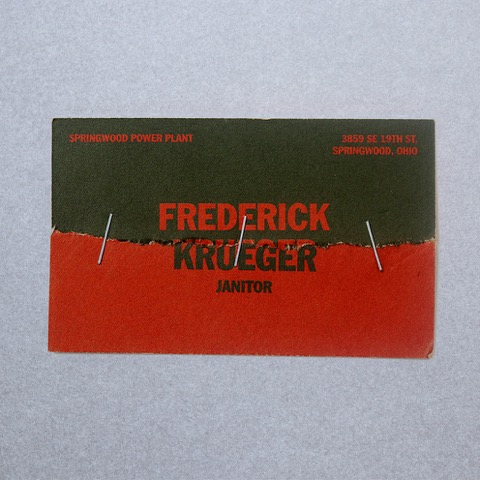 SPRINGWOOD POWER PLANT
3859 SE 19TH ST.
SPRINGWOOD, OHIO
FREDERICK
KRUEGER
JANITOR